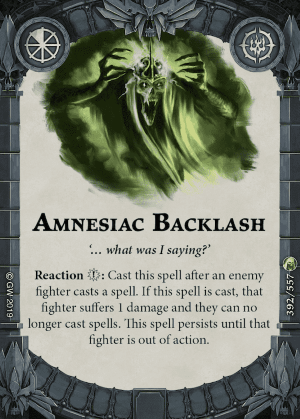 AMNESIAC BACKLASH
‘… what was I saying?’
Reaction : Cast this spell after an enemy
fighter casts a spell. If this spell is cast, that
fighter suffers 1 damage and they can no
longer cast spells. This spell persists until that
fighter is out of action.
© GW 2019
392/557